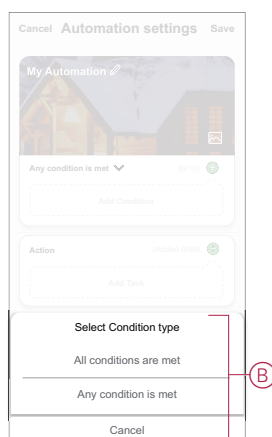 Cancel Automation settings Save
My Automation
Any condition is met
Add Condition
Action
Add Task
Select Condition type
All conditions are met
Any condition is met
Cancel
B